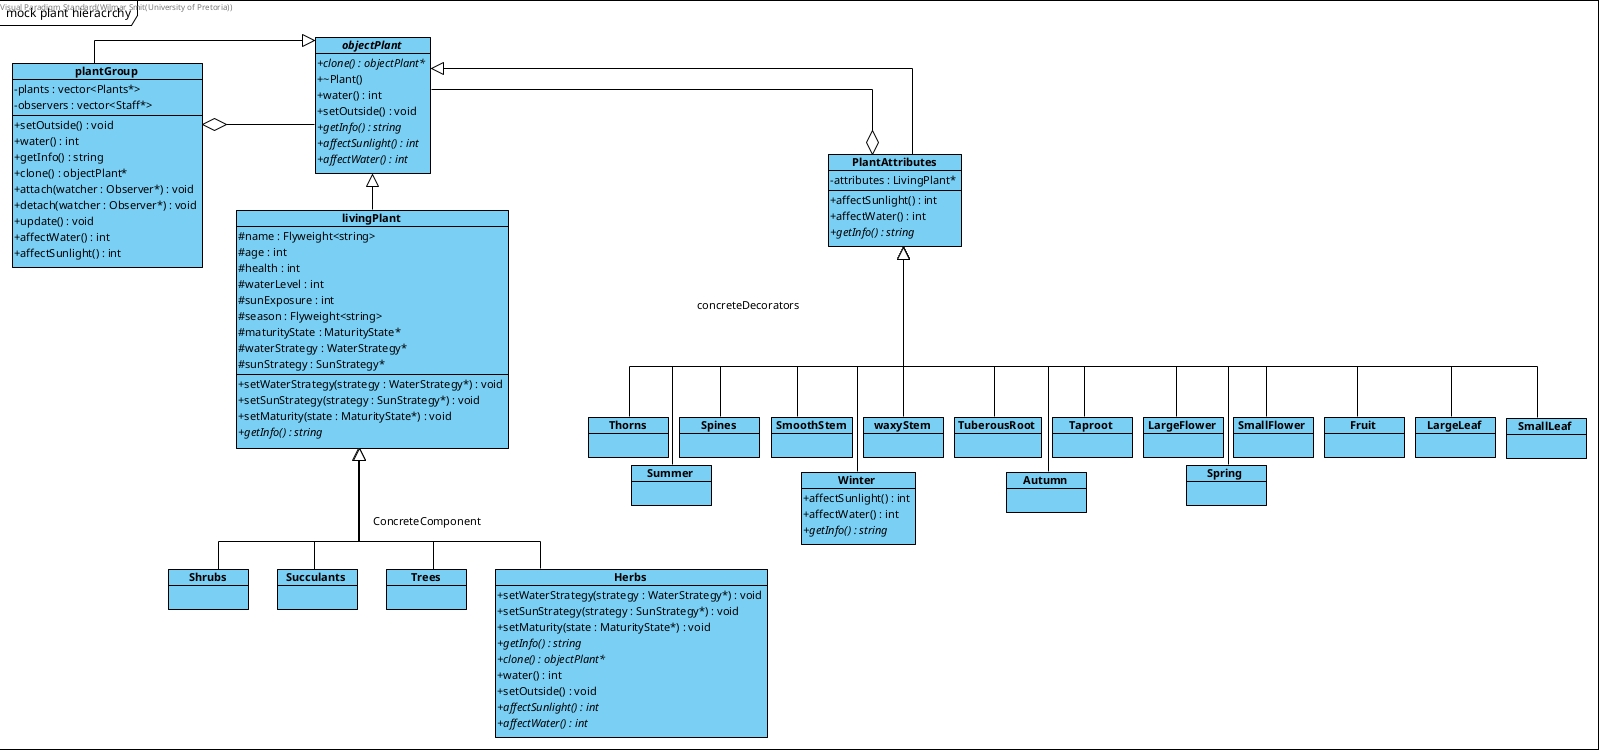 Visual Paradigm Standard(Wilmar Smit(University of Pretoria))
mock plant hieracrchy
objectPlant
+clone() : objectPlant*
+~Plant()
+water() : int
+setOutside() : void
+getInfo() : string
+affectSunlight() : int
+affectWater() : int
plantGroup
-plants : vector<Plants*>
-observers : vector<Staff*>
+setOutside() : void
+water() : int
+getInfo() : string
+clone() : objectPlant*
+attach(watcher : Observer*) : void
+detach(watcher : Observer*) : void
+update() : void
+affectWater() : int
+affectSunlight() : int
PlantAttributes
-attributes : LivingPlant*
+affectSunlight() : int
+affectWater() : int
+getInfo() : string
livingPlant
#name : Flyweight<string>
#age : int
#health : int
#waterLevel : int
#sunExposure : int
#season : Flyweight<string>
#maturityState : MaturityState*
#waterStrategy : WaterStrategy*
#sunStrategy : SunStrategy*
+setWaterStrategy(strategy : WaterStrategy*) : void
+setSunStrategy(strategy : SunStrategy*) : void
+setMaturity(state : MaturityState*) : void
+getInfo() : string
concreteDecorators
Thorns
Spines
SmoothStem
waxyStem
TuberousRoot
Taproot
LargeFlower
SmallFlower
Fruit
LargeLeaf
SmallLeaf
Summer
Winter
+affectSunlight() : int
+affectWater() : int
+getInfo() : string
Autumn
Spring
ConcreteComponent
Shrubs
Succulants
Trees
Herbs
+setWaterStrategy(strategy : WaterStrategy*) : void
+setSunStrategy(strategy : SunStrategy*) : void
+setMaturity(state : MaturityState*) : void
+getInfo() : string
+clone() : objectPlant*
+water() : int
+setOutside() : void
+affectSunlight() : int
+affectWater() : int